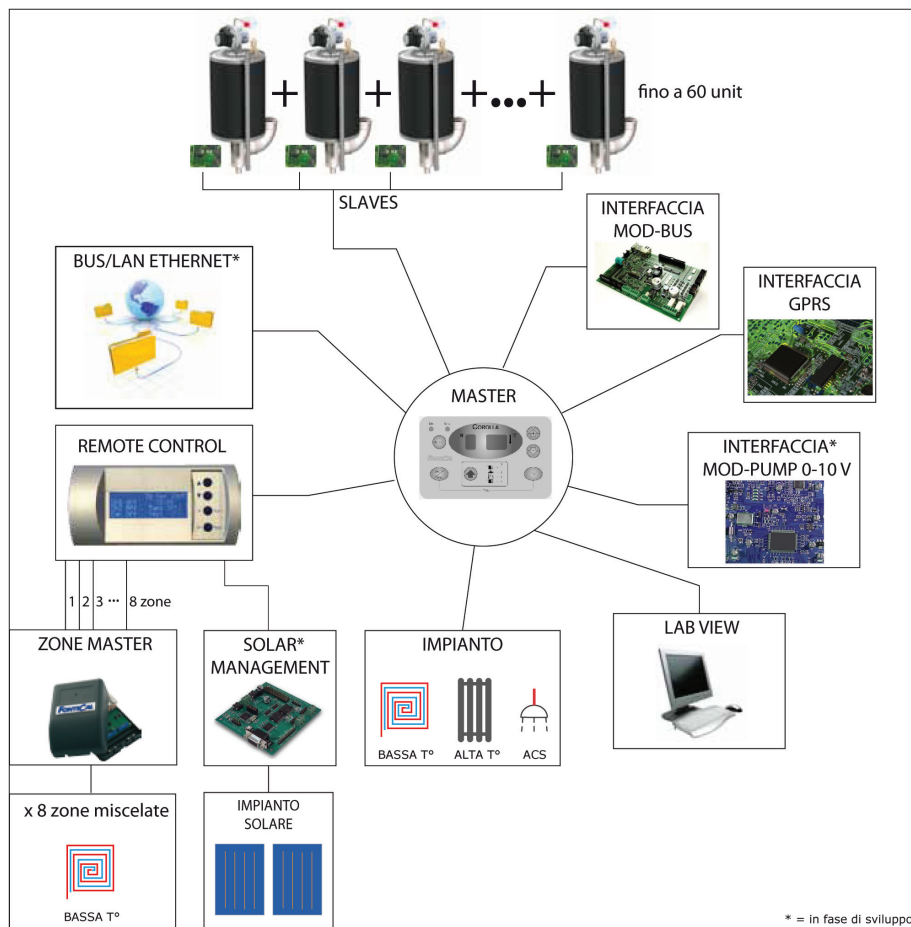 fino a 60 unit
SLAVES
INTERFACCIA
MOD-BUS
BUS/LAN ETHERNET*
INTERFACCIA
GPRS
MASTER
COROLLA
REMOTE CONTROL
INTERFACCIA*
MOD-PUMP 0-10 V
1 2 3 ... 8 zone
ZONE MASTER
FONTECAL
SOLAR*
MANAGEMENT
IMPIANTO
BASSA T° ALTA T° ACS
LAB VIEW
x 8 zone miscelate
BASSA T°
IMPIANTO
SOLARE
* = in fase di sviluppo